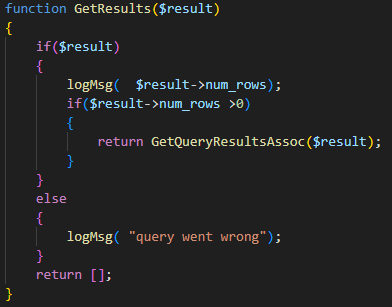 function GetResults($result)
{
    if($result)
    {
        logMsg(  $result->num_rows);
        if($result->num_rows >0)
        {
            return GetQueryResultsAssoc($result);
        }
    }
    else
    {
        logMsg( "query went wrong");
    }
    return [];
}